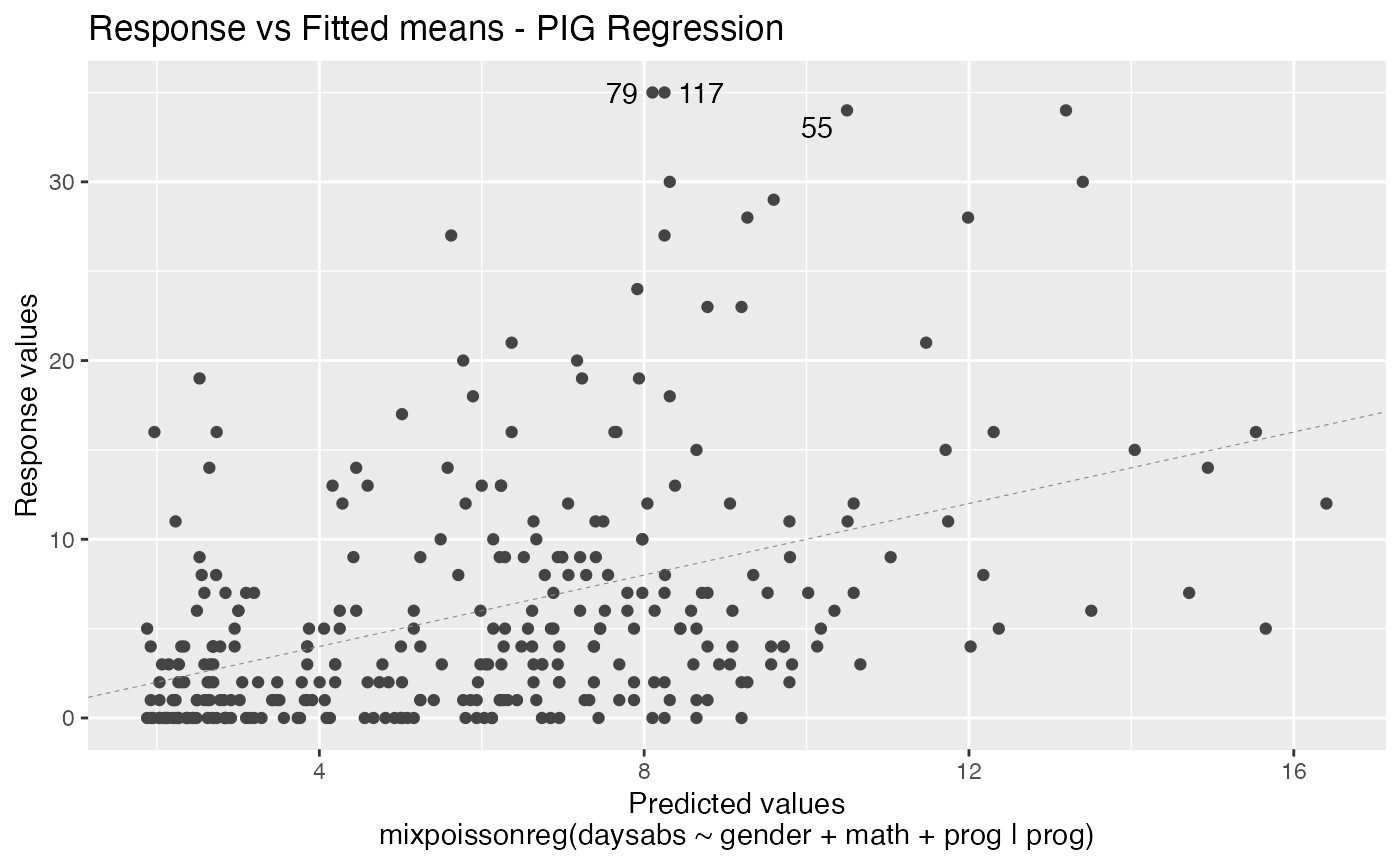 Response vs Fitted means - PIG Regression
79
117
55
30
20
10
0
Response values
4
8
12
16
Predicted values
mixpoissonreg(daysabs ~ gender + math + prog | prog)